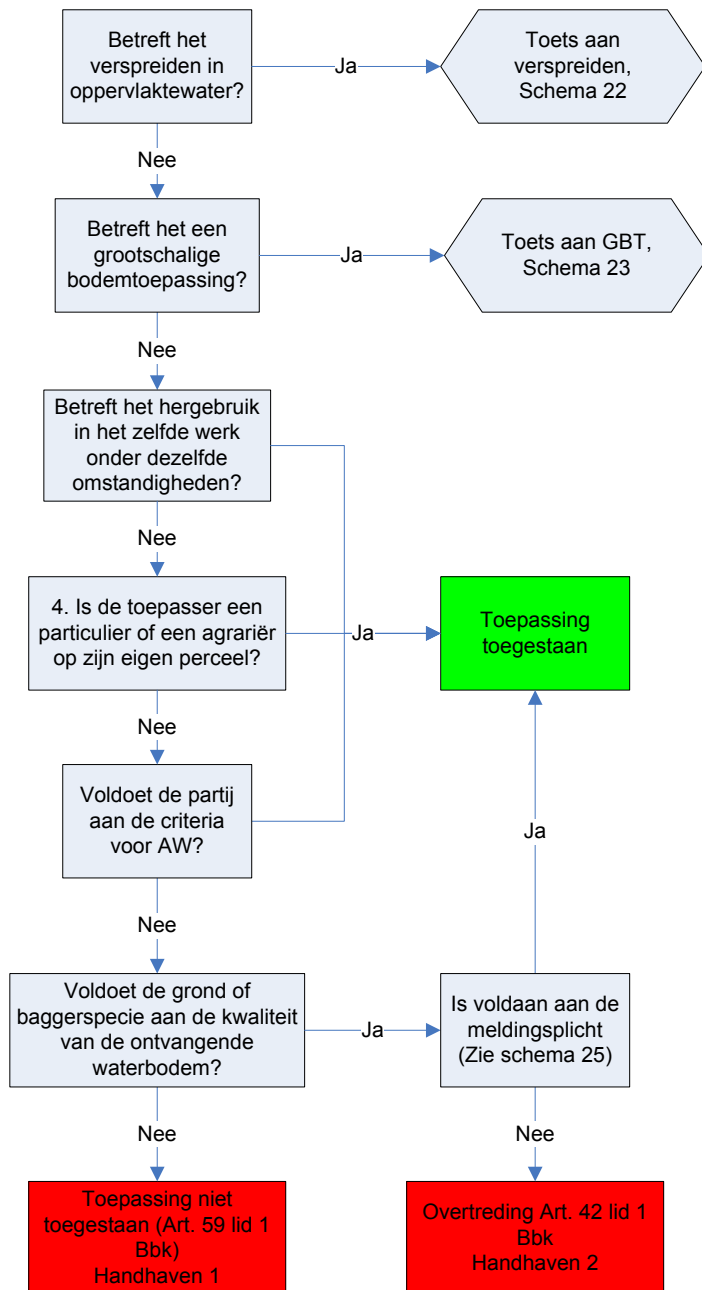 Betreft het
verspreiden in
oppervlaktewater?
Ja
Toets aan
verspreiden,
Schema 22
Nee
Betreft het een
grootschalige
bodemtoepassing?
Ja
Toets aan GBT,
Schema 23
Nee
Betreft het hergebruik
in het zelfde werk
onder dezelfde
omstandigheden?
Nee
4. Is de toepasser een
particulier of een agrariër
op zijn eigen perceel?
Ja
Toepassing
toegestaan
Nee
Voldoet de partij
aan de criteria
voor AW?
Ja
Nee
Voldoet de grond of
baggerspecie aan de kwaliteit
van de ontvangende
waterbodem?
Ja
Is voldaan aan de
meldingsplicht
(Zie schema 25)
Nee
Nee
Toepassing niet
toegestaan (Art. 59 lid 1
Bbk)
Handhaven 1
Overtreding Art. 42 lid 1
Bbk
Handhaven 2